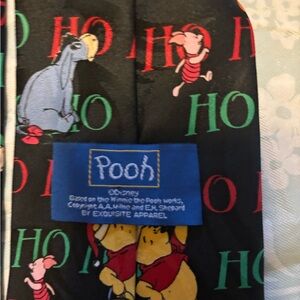 HO HO H
HO HO
Pooh
©Disney
Based on the Winnie the Pooh works,
Copyright A.A. Milne and E.H. Shepard
BY EXQUISITE APPAREL
HO
HO HO